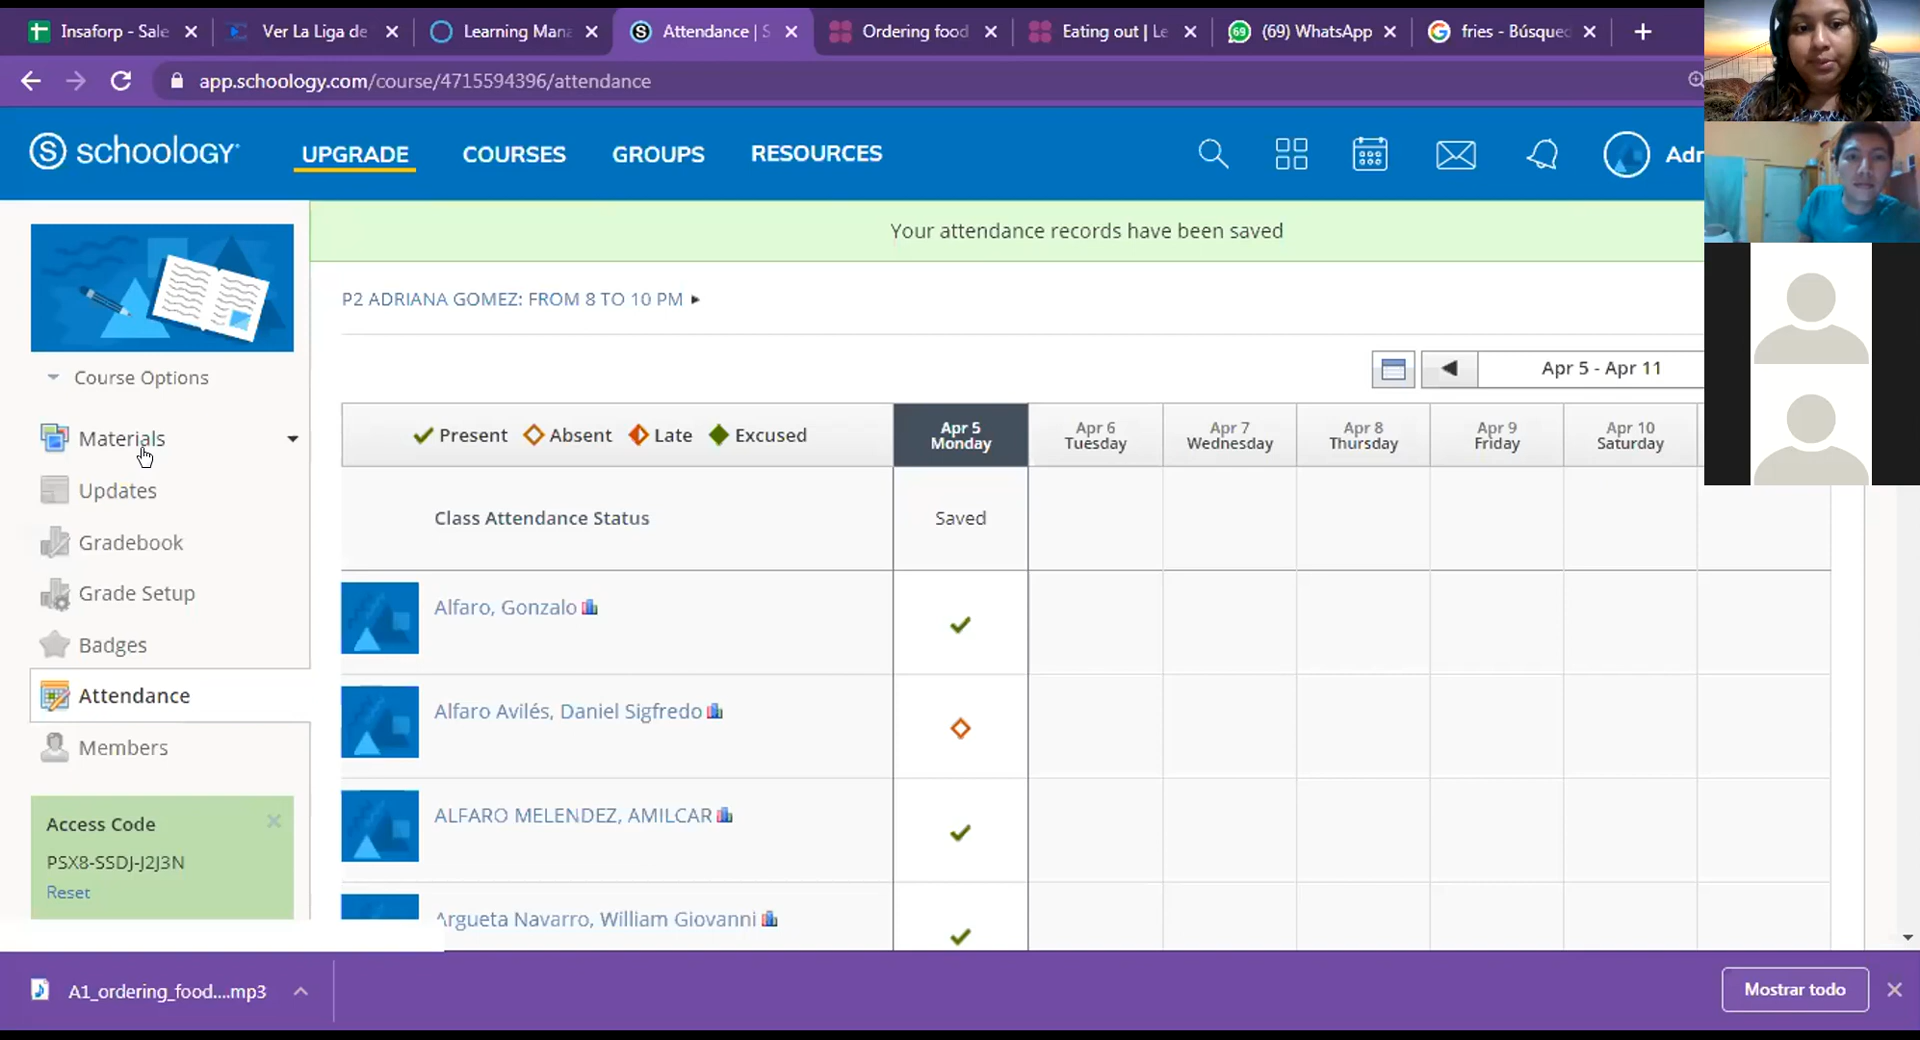 Insaforp - Sale
Ver La Liga de
Learning Mana
Attendance | S
Ordering food
Eating out | Le
(69) WhatsApp
fries - Búsque
app.schoology.com/course/4715594396/attendance
schoology
UPGRADE
COURSES
GROUPS
RESOURCES
Adr
Your attendance records have been saved
P2 ADRIANA GOMEZ: FROM 8 TO 10 PM
Course Options
Materials
Updates
Gradebook
Grade Setup
Badges
Attendance
Members
Access Code
PSX8-SSDJ-J2J3N
Reset
Apr 5 - Apr 11
Present Absent Late Excused
Apr 5 Monday
Apr 6 Tuesday
Apr 7 Wednesday
Apr 8 Thursday
Apr 9 Friday
Apr 10 Saturday
Class Attendance Status
Saved
Alfaro, Gonzalo
Alfaro Avilés, Daniel Sigfredo
ALFARO MELENDEZ, AMILCAR
Argueta Navarro, William Giovanni
A1_ordering_food....mp3
Mostrar todo